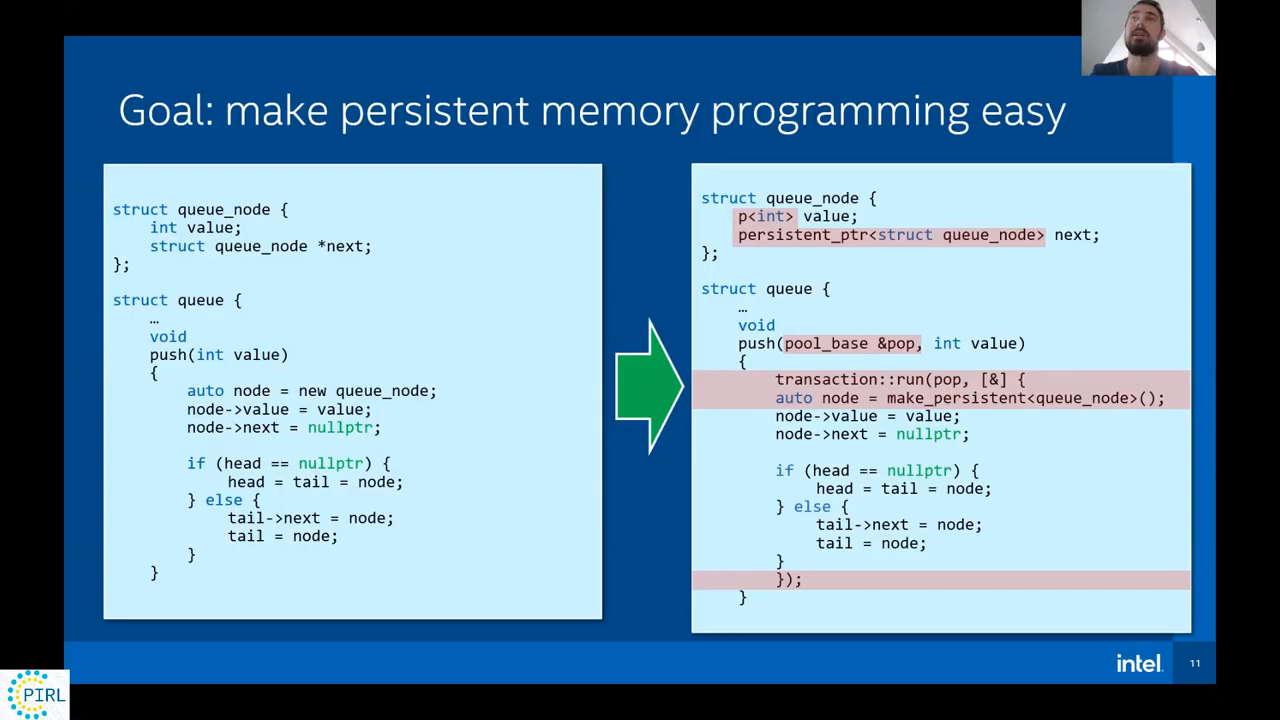 Goal: make persistent memory programming easy
struct queue_node {
int value;
struct queue_node *next;
};
struct queue {
…
void
push(int value)
{
auto node = new queue_node;
node->value = value;
node->next = nullptr;
if (head == nullptr) {
head = tail = node;
} else {
tail->next = node;
tail = node;
}
}
struct queue_node {
p<int> value;
persistent_ptr<struct queue_node> next;
};
struct queue {
…
void
push(pool_base &pop, int value)
{
transaction::run(pop, [&] {
auto node = make_persistent<queue_node>();
node->value = value;
node->next = nullptr;
if (head == nullptr) {
head = tail = node;
} else {
tail->next = node;
tail = node;
}
});
}
intel.
11
PIRL